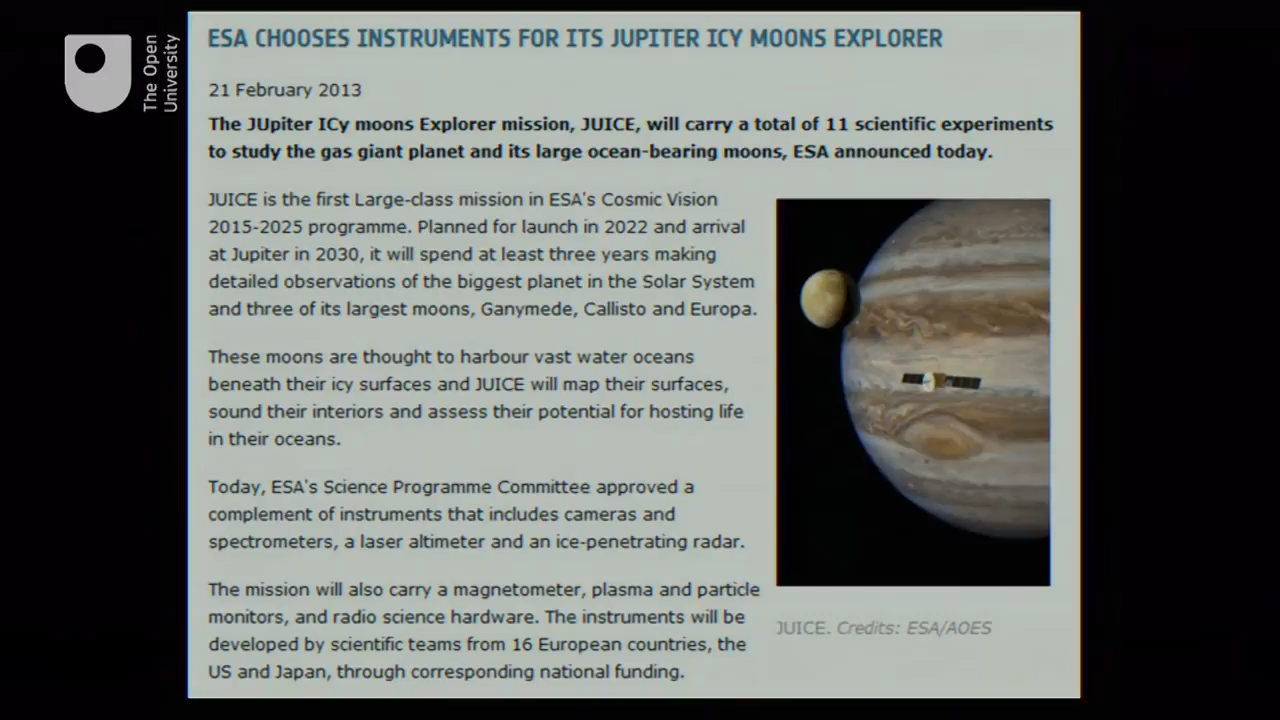 The Open
University
ESA CHOOSES INSTRUMENTS FOR ITS JUPITER ICY MOONS EXPLORER
21 February 2013
The JUpiter ICy moons Explorer mission, JUICE, will carry a total of 11 scientific experiments
to study the gas giant planet and its large ocean-bearing moons, ESA announced today.
JUICE is the first Large-class mission in ESA's Cosmic Vision
2015-2025 programme. Planned for launch in 2022 and arrival
at Jupiter in 2030, it will spend at least three years making
detailed observations of the biggest planet in the Solar System
and three of its largest moons, Ganymede, Callisto and Europa.
These moons are thought to harbour vast water oceans
beneath their icy surfaces and JUICE will map their surfaces,
sound their interiors and assess their potential for hosting life
in their oceans.
Today, ESA's Science Programme Committee approved a
complement of instruments that includes cameras and
spectrometers, a laser altimeter and an ice-penetrating radar.
The mission will also carry a magnetometer, plasma and particle
monitors, and radio science hardware. The instruments will be
developed by scientific teams from 16 European countries, the
US and Japan, through corresponding national funding.
JUICE. Credits: ESA/AOES